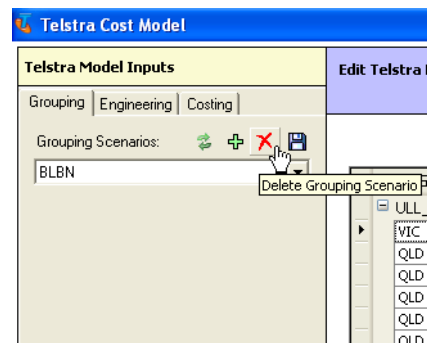 Telstra Cost Model
Telstra Model Inputs
Edit Telstra
Grouping Engineering Costing
Grouping Scenarios:
BLBN
Delete Grouping Scenario
ULL_
VIC
QLD
QLD
QLD
QLD
QLD